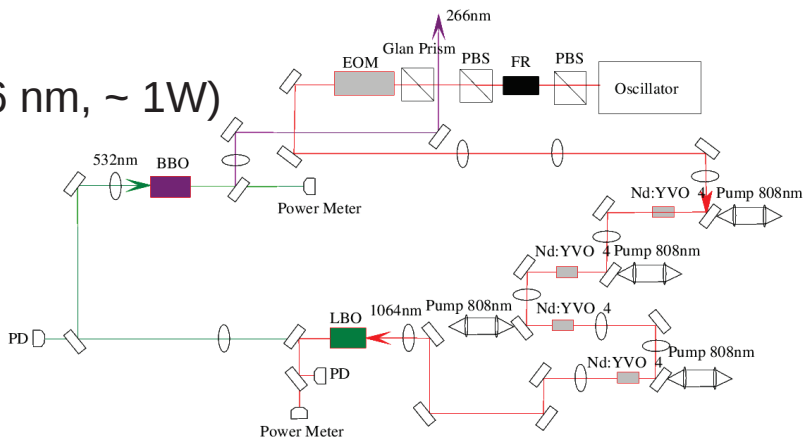 266nm
Glan Prism
EOM
PBS
FR
PBS
Oscillator
6 nm, ~ 1W)
532nm
BBO
Power Meter
Nd:YVO 4
Pump 808nm
Nd:YVO 4
Pump 808nm
Pump 808nm
Nd:YVO 4
1064nm
LBO
PD
Nd:YVO 4
Pump 808nm
PD
Power Meter